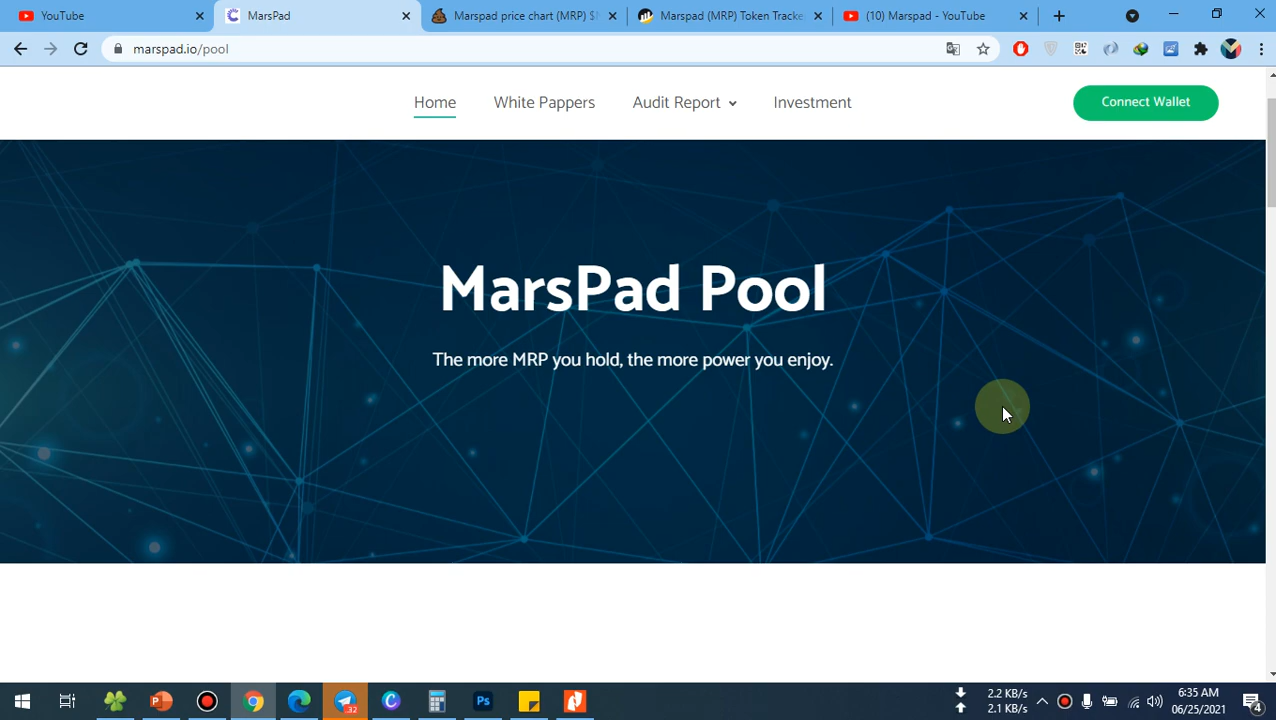 YouTube
MarsPad
Marspad price chart (MRP) $
Marspad (MRP) Token Tracke
(10) Marspad - YouTube
marspad.io/pool
Home
White Pappers
Audit Report
Investment
Connect Wallet
MarsPad Pool
The more MRP you hold, the more power you enjoy.
32
2.2 KB/s
2.1 KB/s
6:35 AM
06/25/2021
4